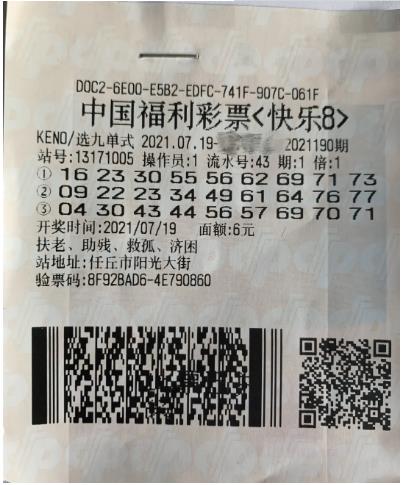 D0C2-6E00-E5B2-EDFC-741F-907C-061F
中国福利彩票<快乐8>
KENO/选九单式 2021.07.19- 2021190期
站号:13171005 操作员:1 流水号:43 期:1 倍:1
① 16 23 30 55 56 62 69 71 73
② 09 22 23 34 49 61 64 76 77
③ 04 30 43 44 56 57 69 70 71
开奖时间:2021/07/19 面额:6元
扶老、助残、救孤、济困
站地址:任丘市阳光大街
验票码:8F92BAD6-4E790860